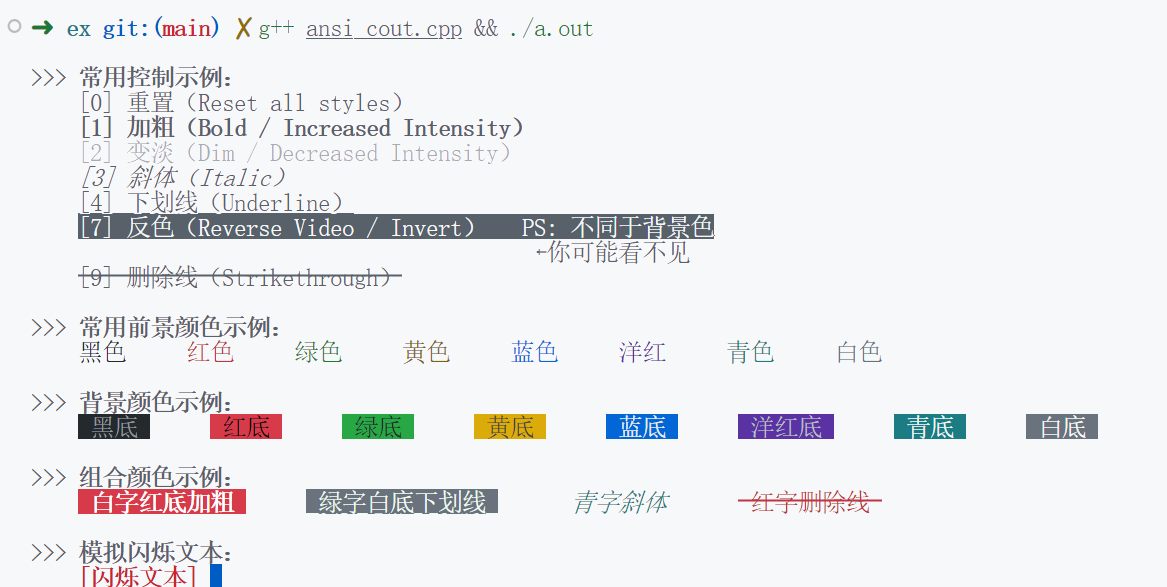 ➜ ex git:(main) ✗ g++ ansi_cout.cpp && ./a.out
>>> 常用控制示例:
[0] 重置（Reset all styles）
[1] 加粗（Bold / Increased Intensity）
[2] 变淡（Dim / Decreased Intensity）
[3] 斜体（Italic）
[4] 下划线（Underline）
[7] 反色（Reverse Video / Invert） PS: 不同于背景色
←你可能看不见
[9] 删除线（Strikethrough）
>>> 常用前景颜色示例:
黑色 红色 绿色 黄色 蓝色 洋红 青色 白色
>>> 背景颜色示例:
黑底 红底 绿底 黄底 蓝底 洋红底 青底 白底
>>> 组合颜色示例:
白字红底加粗 绿字白底下划线 青字斜体 红字删除线
>>> 模拟闪烁文本:
[闪烁文本]